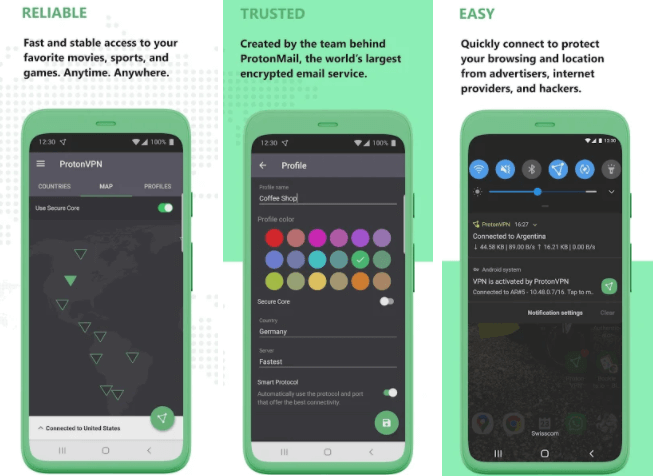 RELIABLE
Fast and stable access to your
favorite movies, sports, and
games. Anytime. Anywhere.
12:30
100%
ProtonVPN
COUNTRIES
MAP
PROFILES
Use Secure Core
Connected to United States
TRUSTED
Created by the team behind
ProtonMail, the world's largest
encrypted email service.
12:30
100%
Profile
Profile name
Coffee Shop
Profile color
Secure Core
Country
Germany
Server
Fastest
Smart Protocol
Automatically use the protocol and port
that offer the best connectivity.
EASY
Quickly connect to protect
your browsing and location
from advertisers, internet
providers, and hackers.
12:30
ProtonVPN 16:27
Connected to Argentina
↓ 44.58 KB | 89.00 B/s ↑ 16.21 KB | 0.00 B/s
Android system
VPN is activated by ProtonVPN
Connected to AR#5 - 10.48.0.7/16. Tap to m..
Notification settings
Clear
Swisscom